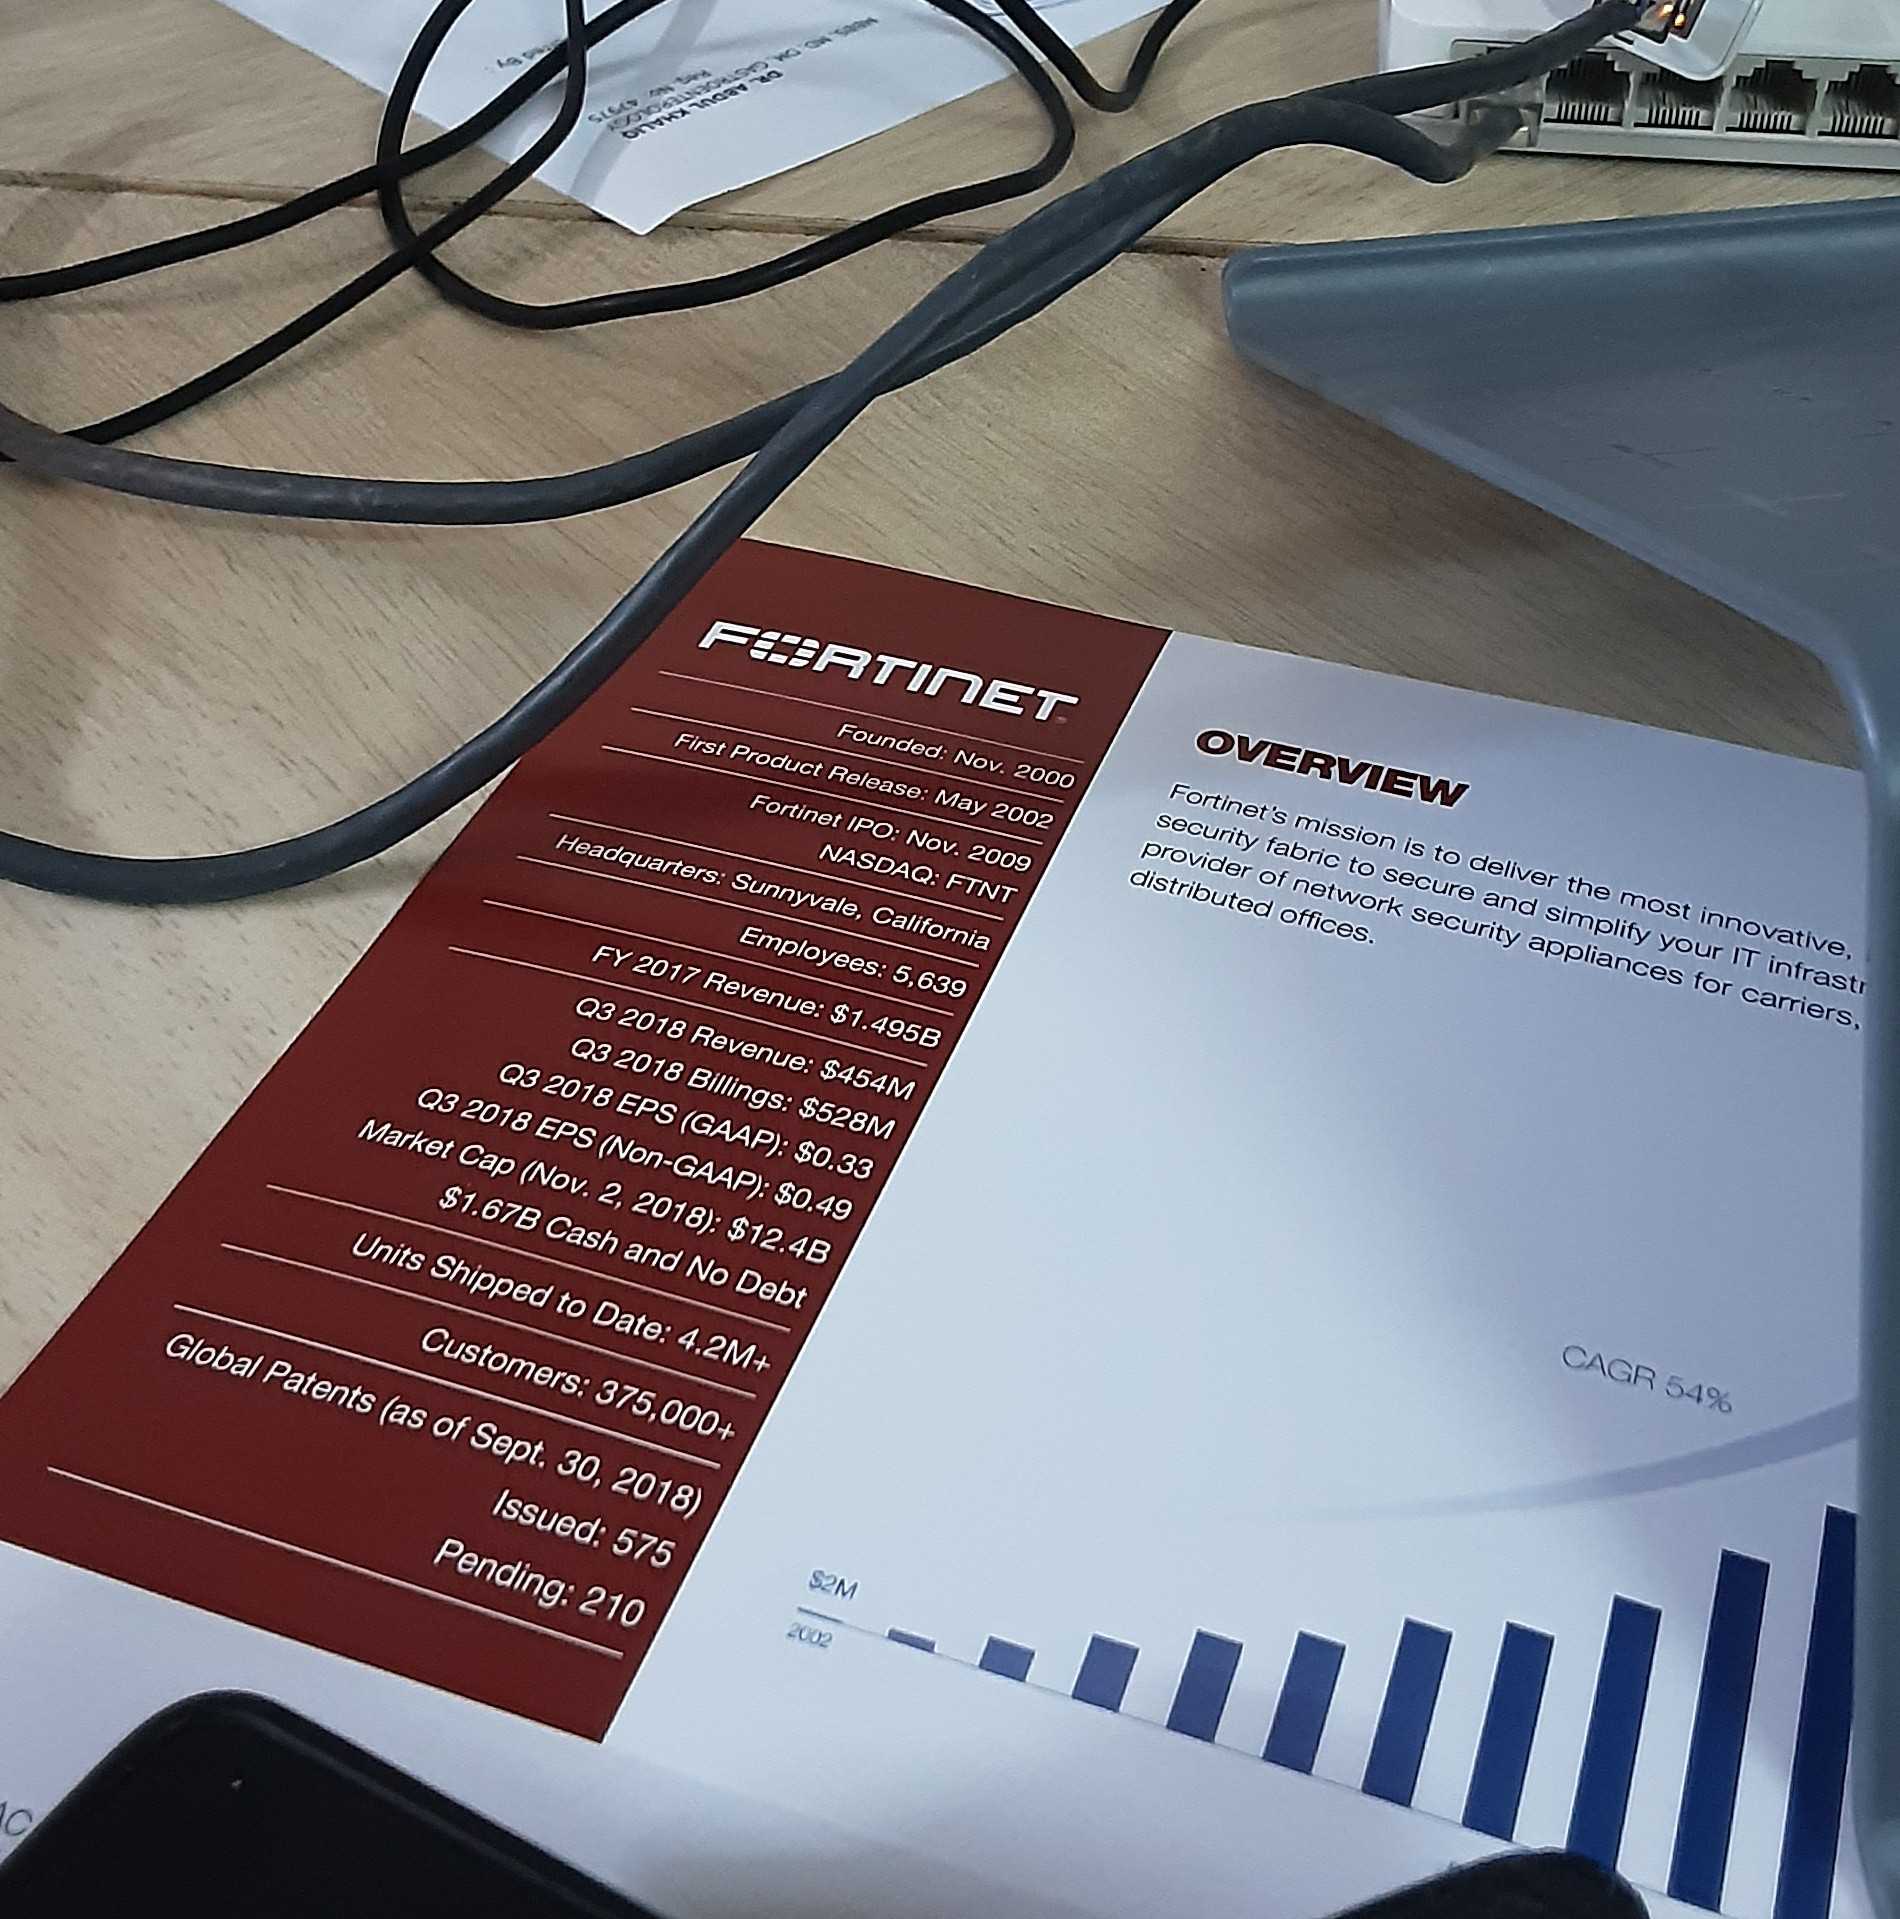 DR. ABDUL KHALIQ
GASTROENTEROLOGY
FORTINET
Founded: Nov. 2000
First Product Release: May 2002
Fortinet IPO: Nov. 2009
NASDAQ: FTNT
Headquarters: Sunnyvale, California
Employees: 5,639
FY 2017 Revenue: $1.495B
Q3 2018 Revenue: $454M
Q3 2018 Billings: $528M
Q3 2018 EPS (GAAP): $0.33
Q3 2018 EPS (Non-GAAP): $0.49
Market Cap (Nov. 2, 2018): $12.4B
$1.67B Cash and No Debt
Units Shipped to Date: 4.2M+
Customers: 375,000+
Global Patents (as of Sept. 30, 2018)
Issued: 575
Pending: 210
OVERVIEW
Fortinet's mission is to deliver the most innovative,
security fabric to secure and simplify your IT infrastr
provider of network security appliances for carriers,
distributed offices.
CAGR 54%
$2M
2002